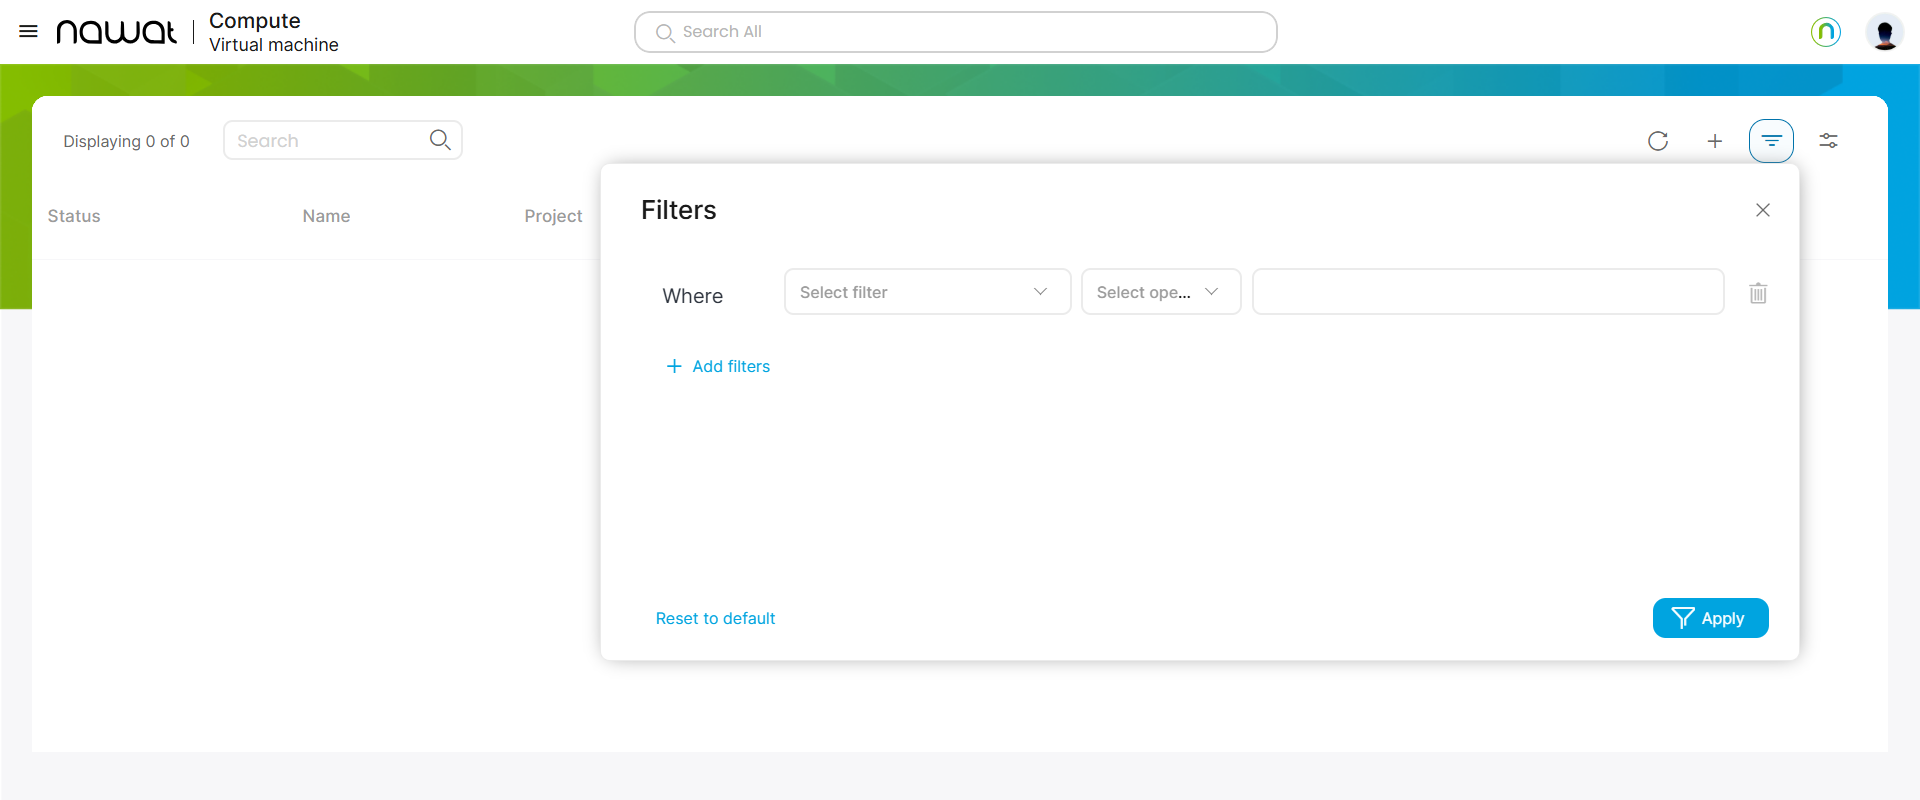 nawat
Compute
Virtual machine
Search All
Displaying 0 of 0
Search
Status
Name
Project
Filters
Where
Select filter
Select ope...
Add filters
Reset to default
Apply